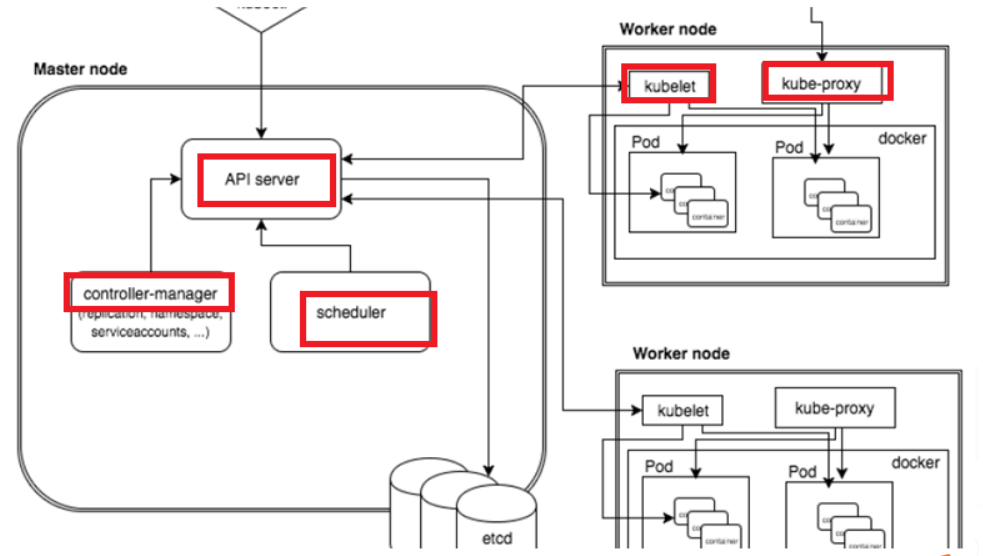 Master node
API server
controller-manager
(replication, namespace,
serviceaccounts, ...)
scheduler
etcd
Worker node
kubelet
kube-proxy
docker
Pod
Pod
container
container
Worker node
kubelet
kube-proxy
docker
Pod
Pod
container
container